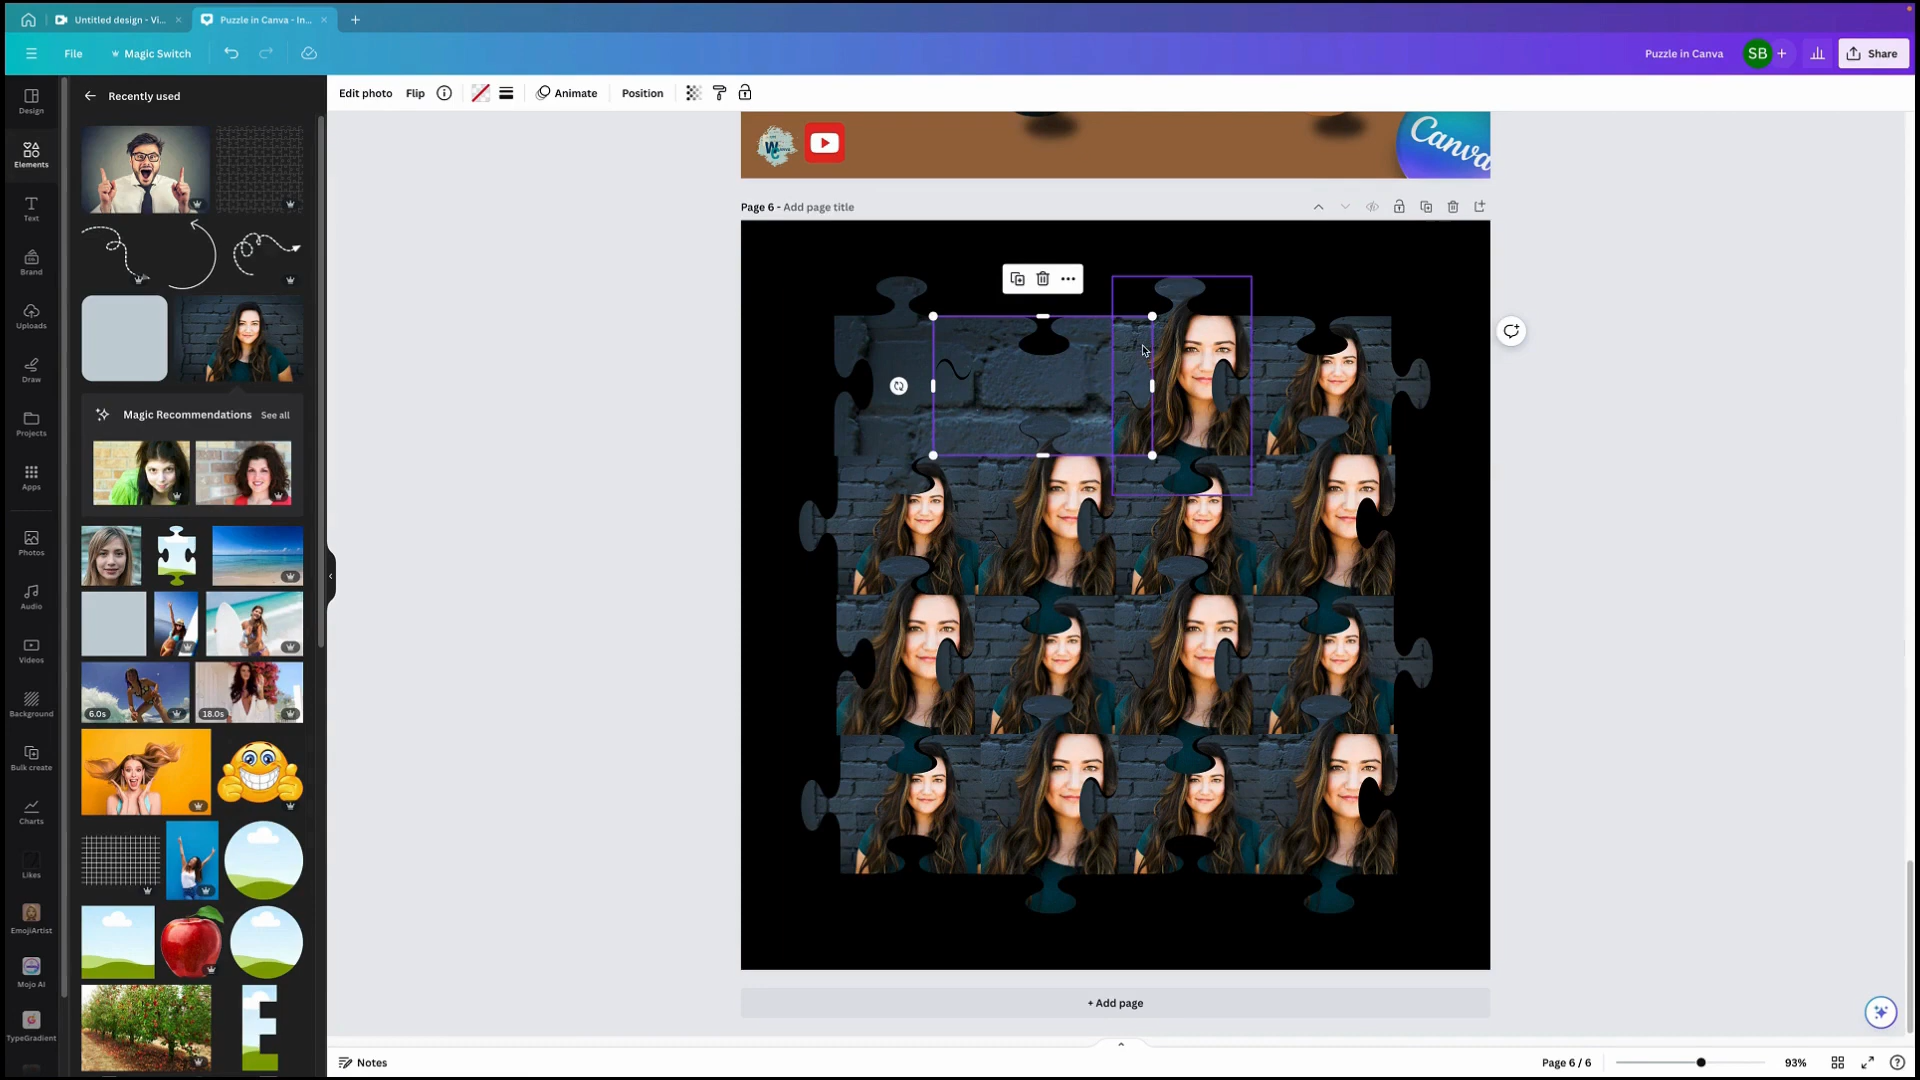 Untitled design - Vi...
Puzzle in Canva - In...
File
Magic Switch
Puzzle in Canva
SB
Share
Design
Elements
Text
Brand
Uploads
Draw
Projects
Apps
Photos
Audio
Videos
Background
Bulk create
Charts
Likes
EmojiArtist
Mojo AI
TypeGradient
Recently used
Magic Recommendations
See all
6.0s
18.0s
E
Edit photo
Flip
Animate
Position
WC
Canva
Page 6 - Add page title
+ Add page
Notes
Page 6 / 6
93%